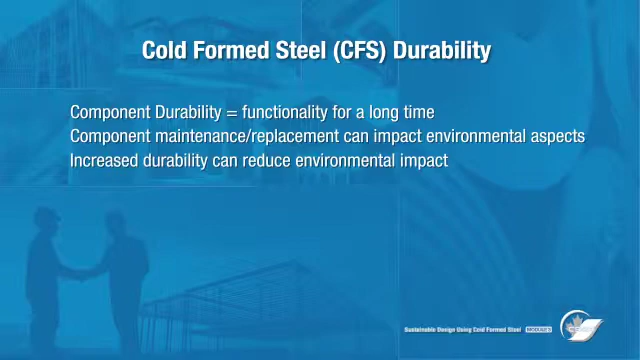 Cold Formed Steel (CFS) Durability
Component Durability = functionality for a long time
Component maintenance/replacement can impact environmental aspects
Increased durability can reduce environmental impact
Sustainable Design Using Cold Formed Steel MODULE